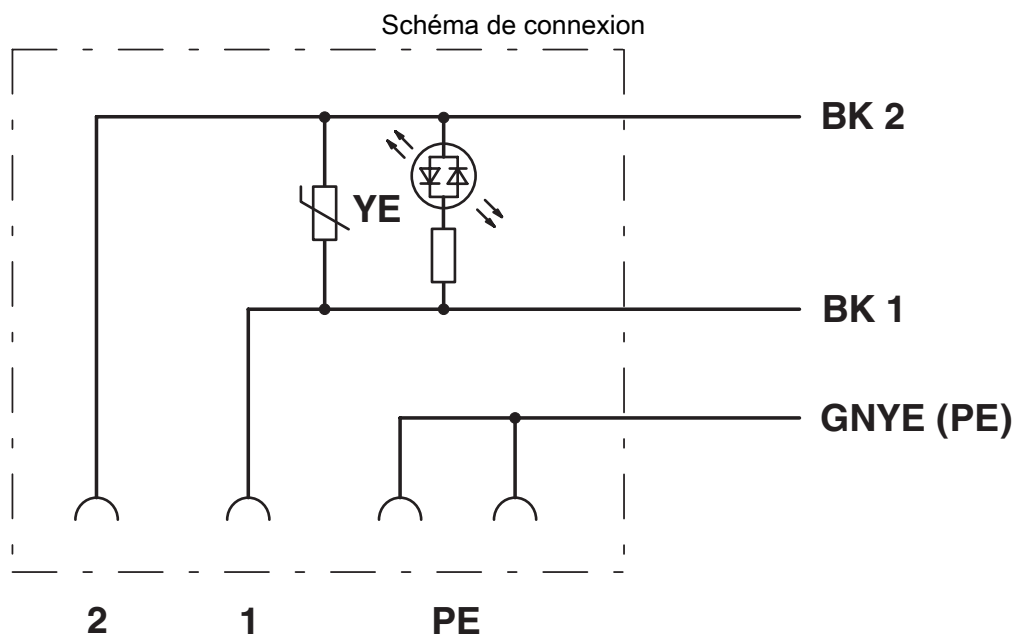 Schéma de connexion
BK 2
YE
BK 1
GNYE (PE)
2 1 PE